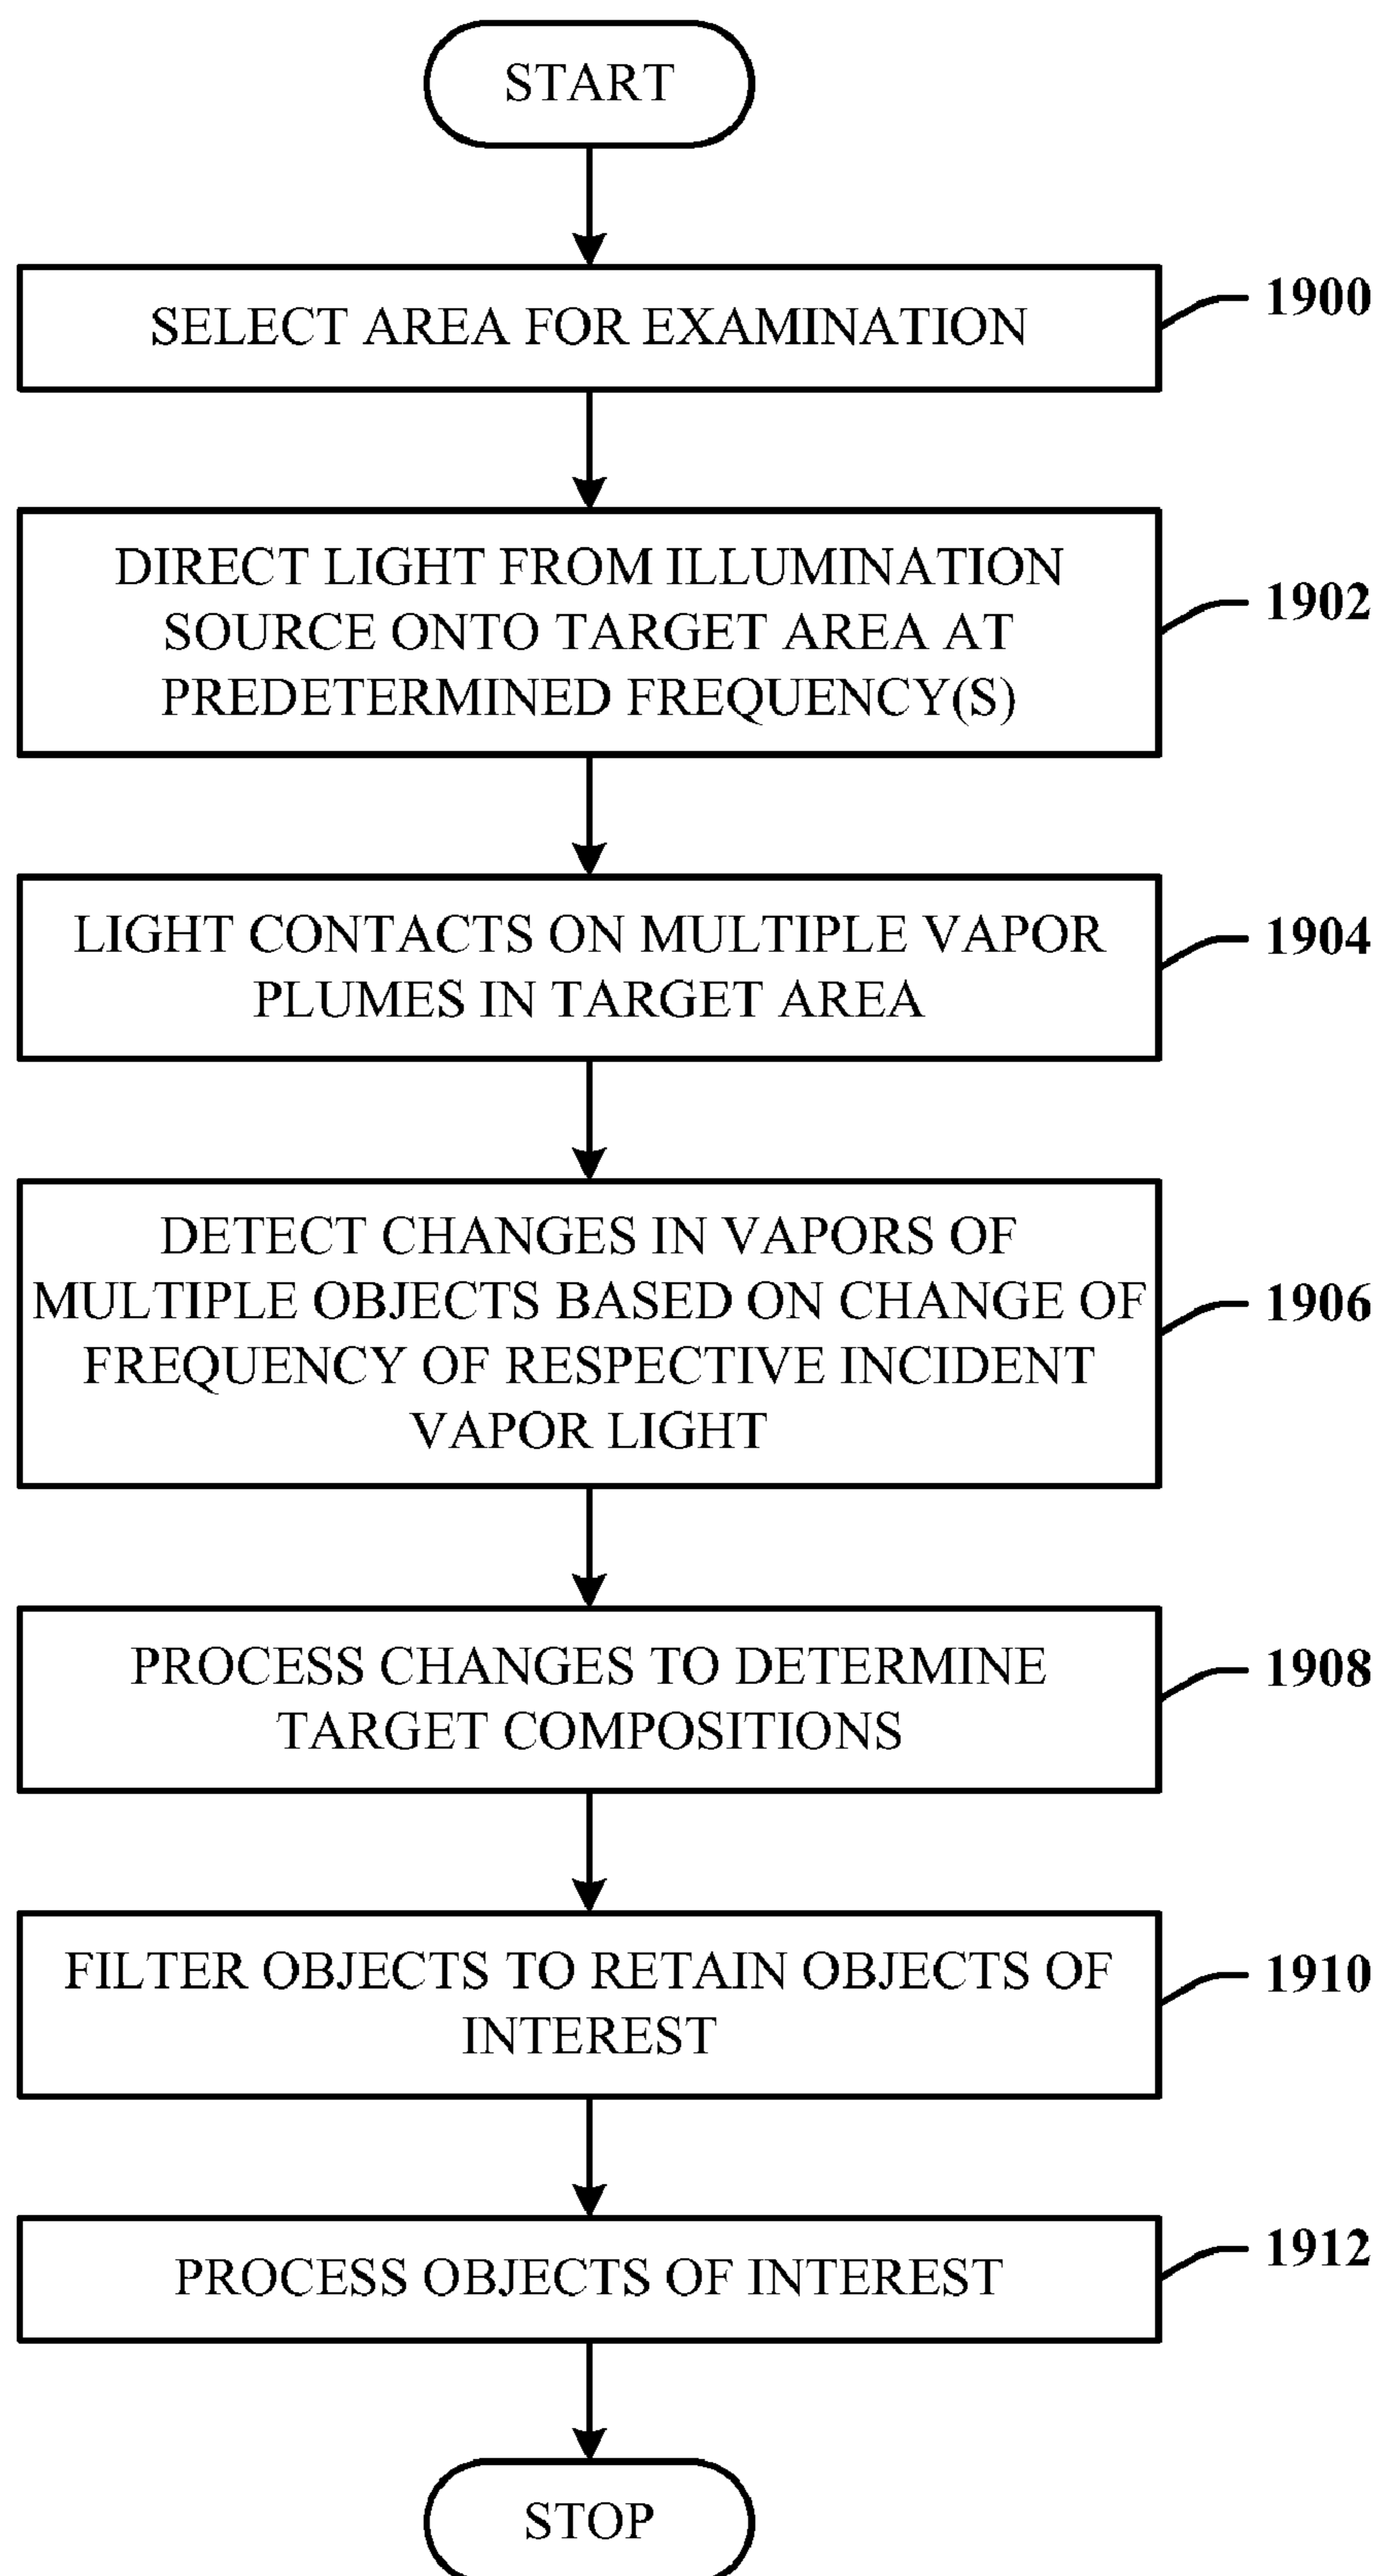 START
SELECT AREA FOR EXAMINATION
1900
DIRECT LIGHT FROM ILLUMINATION
SOURCE ONTO TARGET AREA AT
PREDETERMINED FREQUENCY(S)
1902
LIGHT CONTACTS ON MULTIPLE VAPOR
PLUMES IN TARGET AREA
1904
DETECT CHANGES IN VAPORS OF
MULTIPLE OBJECTS BASED ON CHANGE OF
FREQUENCY OF RESPECTIVE INCIDENT
VAPOR LIGHT
1906
PROCESS CHANGES TO DETERMINE
TARGET COMPOSITIONS
1908
FILTER OBJECTS TO RETAIN OBJECTS OF
INTEREST
1910
PROCESS OBJECTS OF INTEREST
1912
STOP